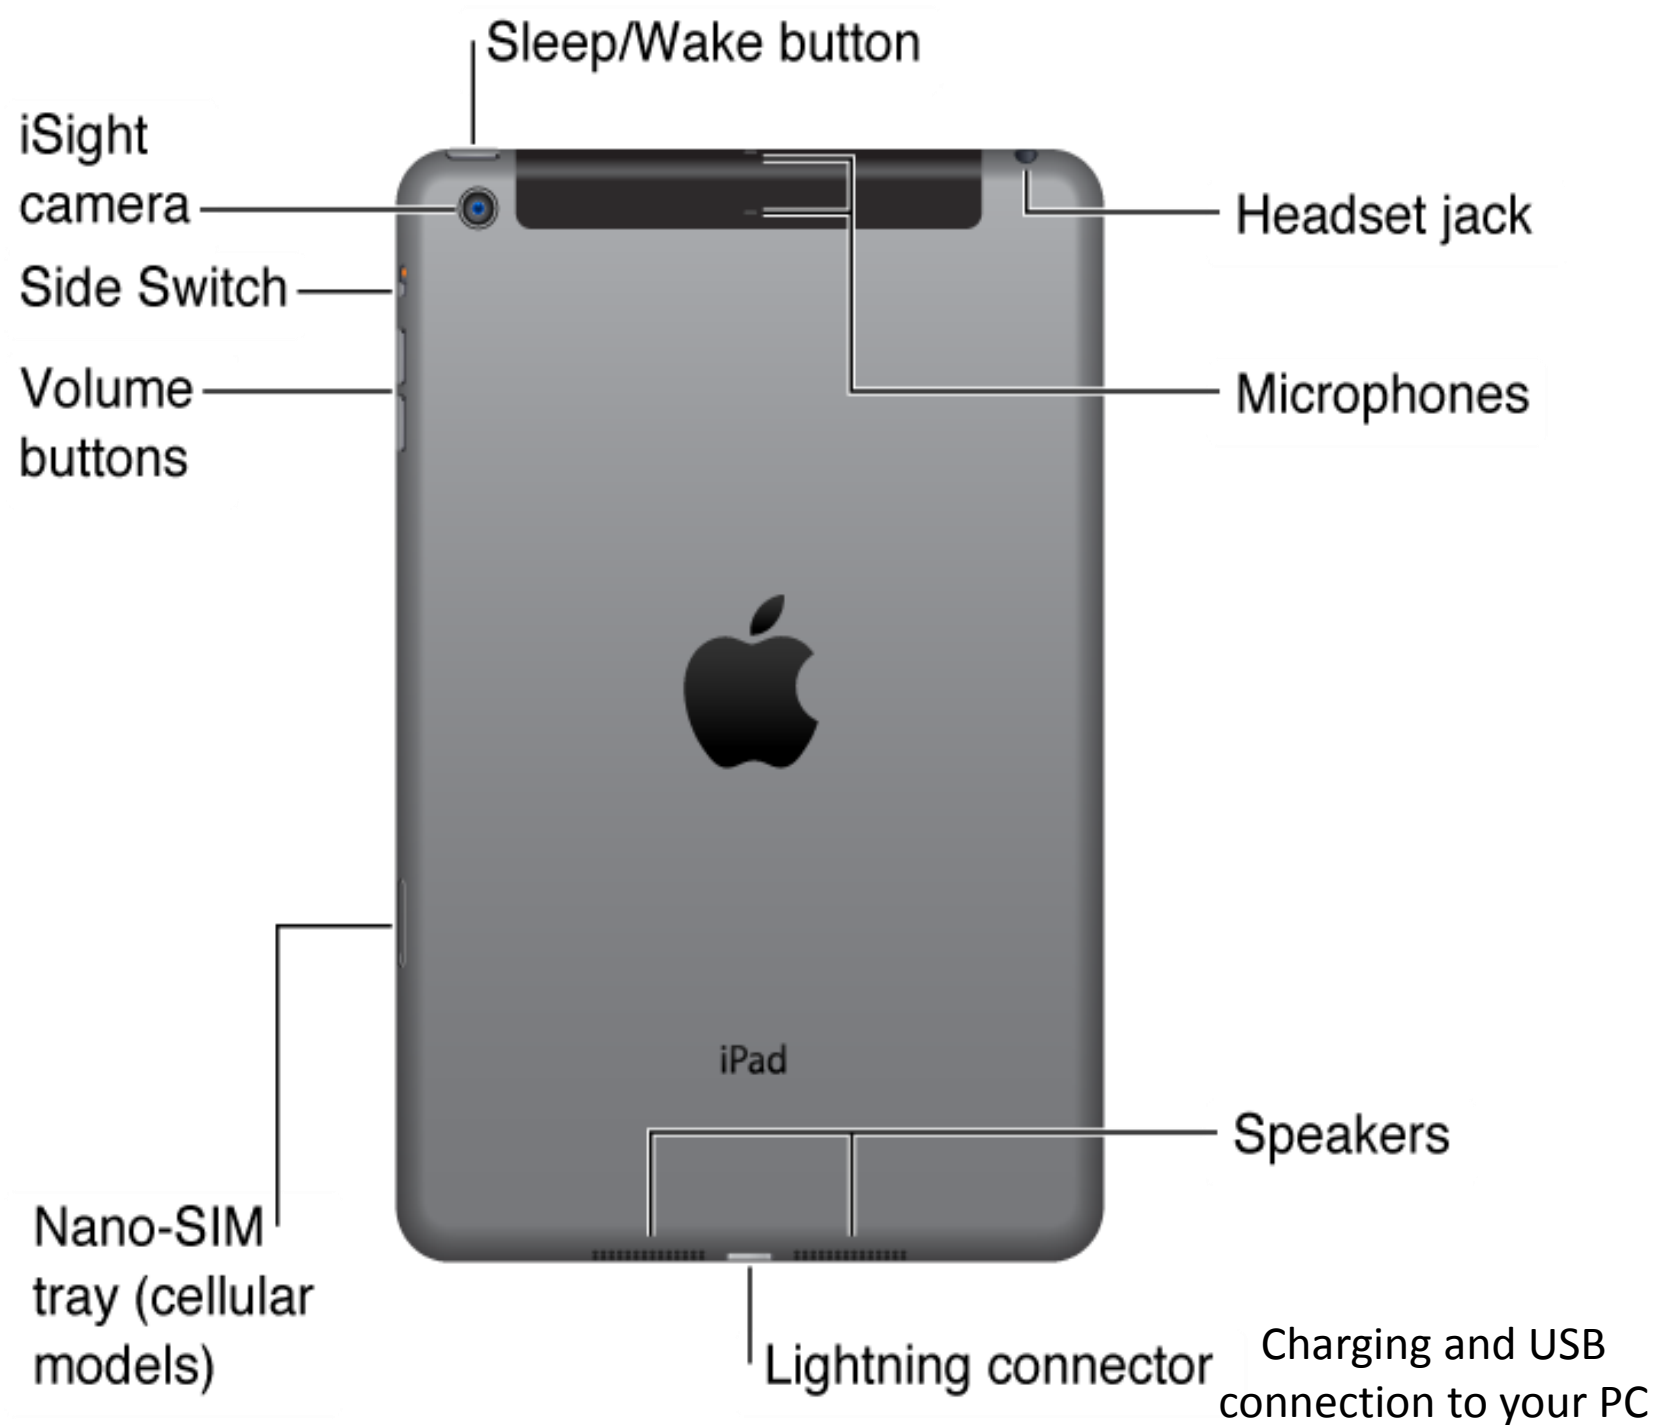 Sleep/Wake button
iSight
camera
Side Switch
Volume
buttons
Headset jack
Microphones
iPad
Speakers
Nano-SIM
tray (cellular
models)
Lightning connector
Charging and USB
connection to your PC